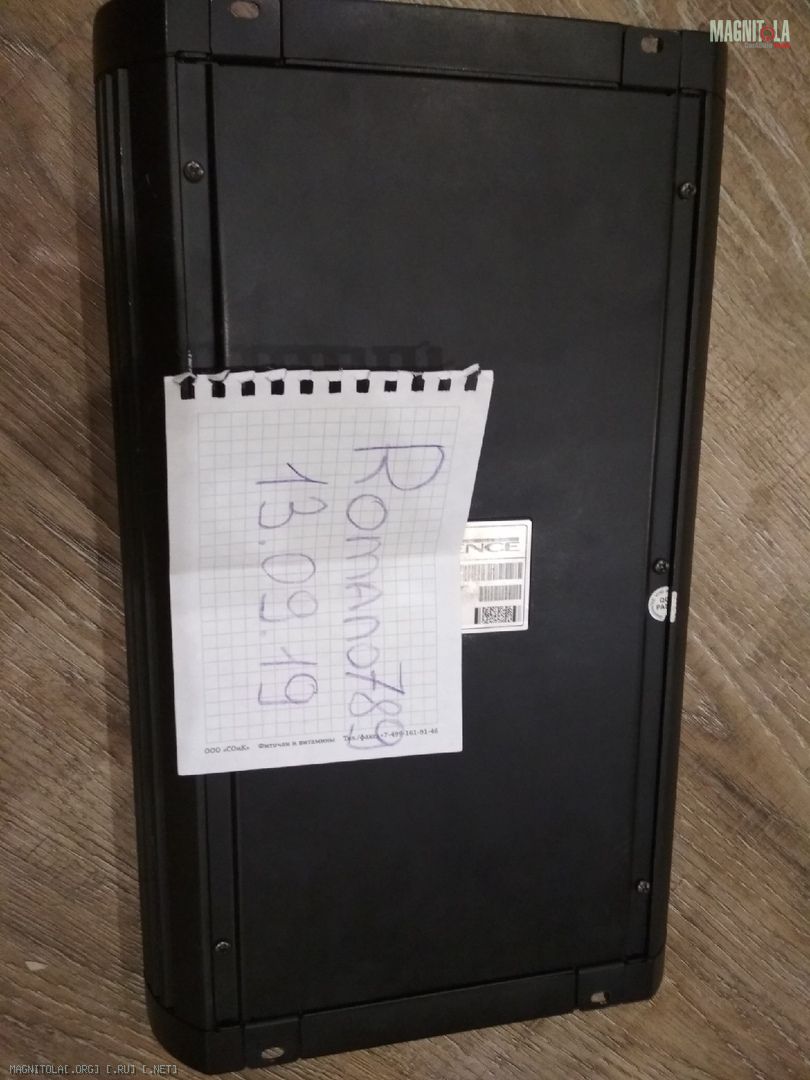 MAGNITOLA
Romano789
13.09.19
ENCE
ООО «СОиК» Фиточаи и витамины Тел./факс: +7-499-161-91-46
MAGNITOLA[.ORG] [.RU] [.NET]